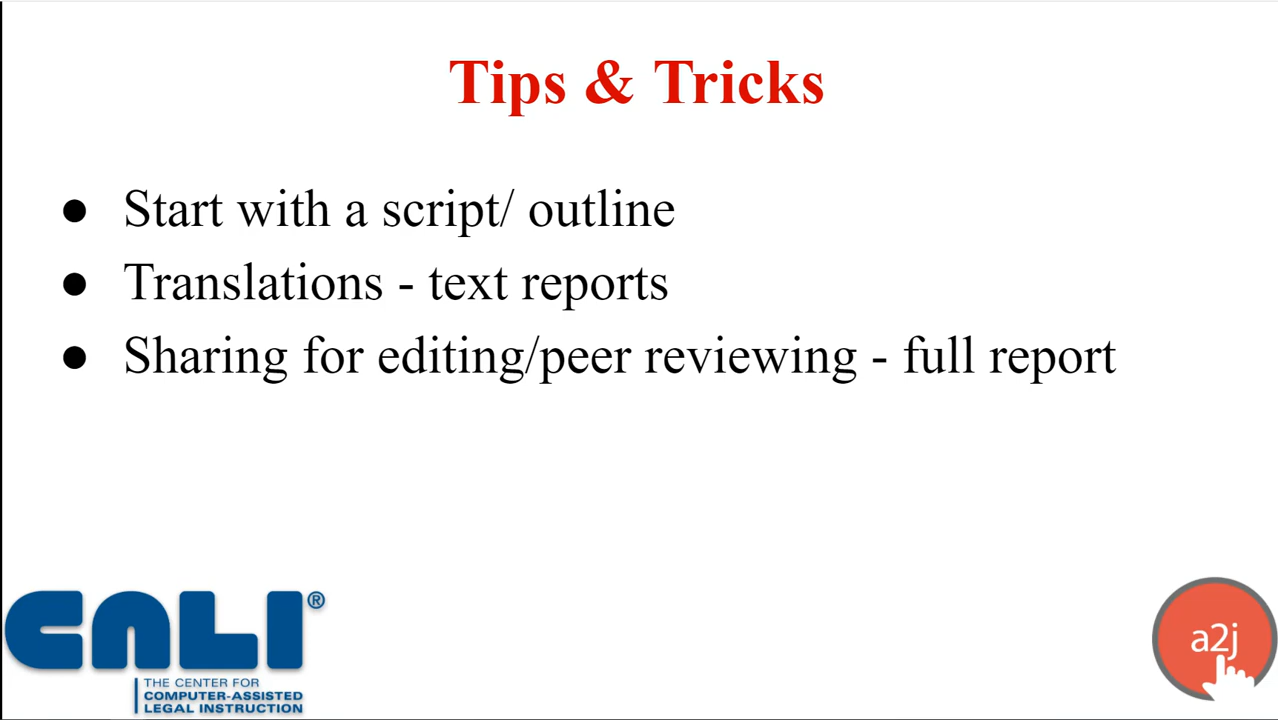 Tips & Tricks
● Start with a script/ outline
● Translations - text reports
● Sharing for editing/peer reviewing - full report
CALI®
THE CENTER FOR
COMPUTER-ASSISTED
LEGAL INSTRUCTION
a2j